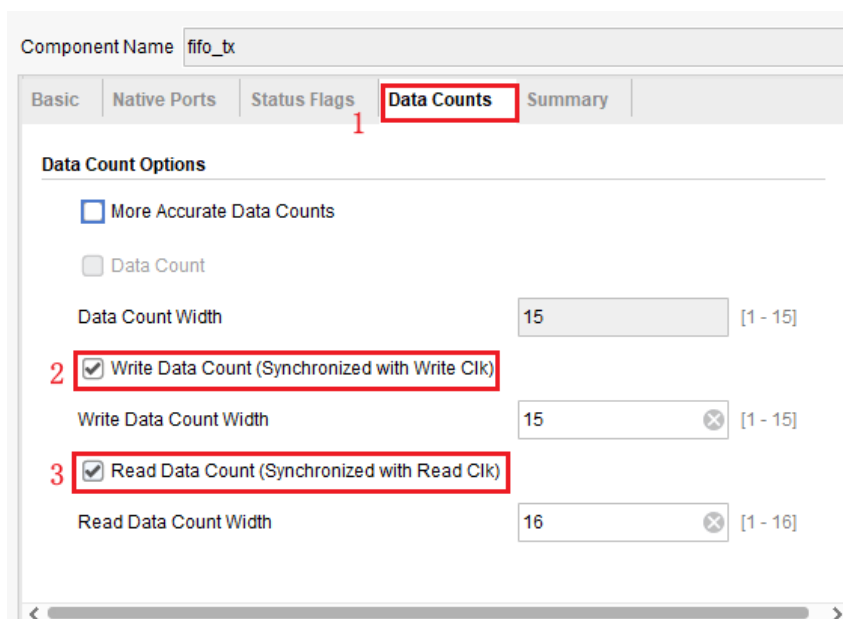 Component Name fifo_tx
Basic Native Ports Status Flags Data Counts Summary
1
Data Count Options
More Accurate Data Counts
Data Count
Data Count Width 15 [1 - 15]
2 Write Data Count (Synchronized with Write Clk)
Write Data Count Width 15 [1 - 15]
3 Read Data Count (Synchronized with Read Clk)
Read Data Count Width 16 [1 - 16]